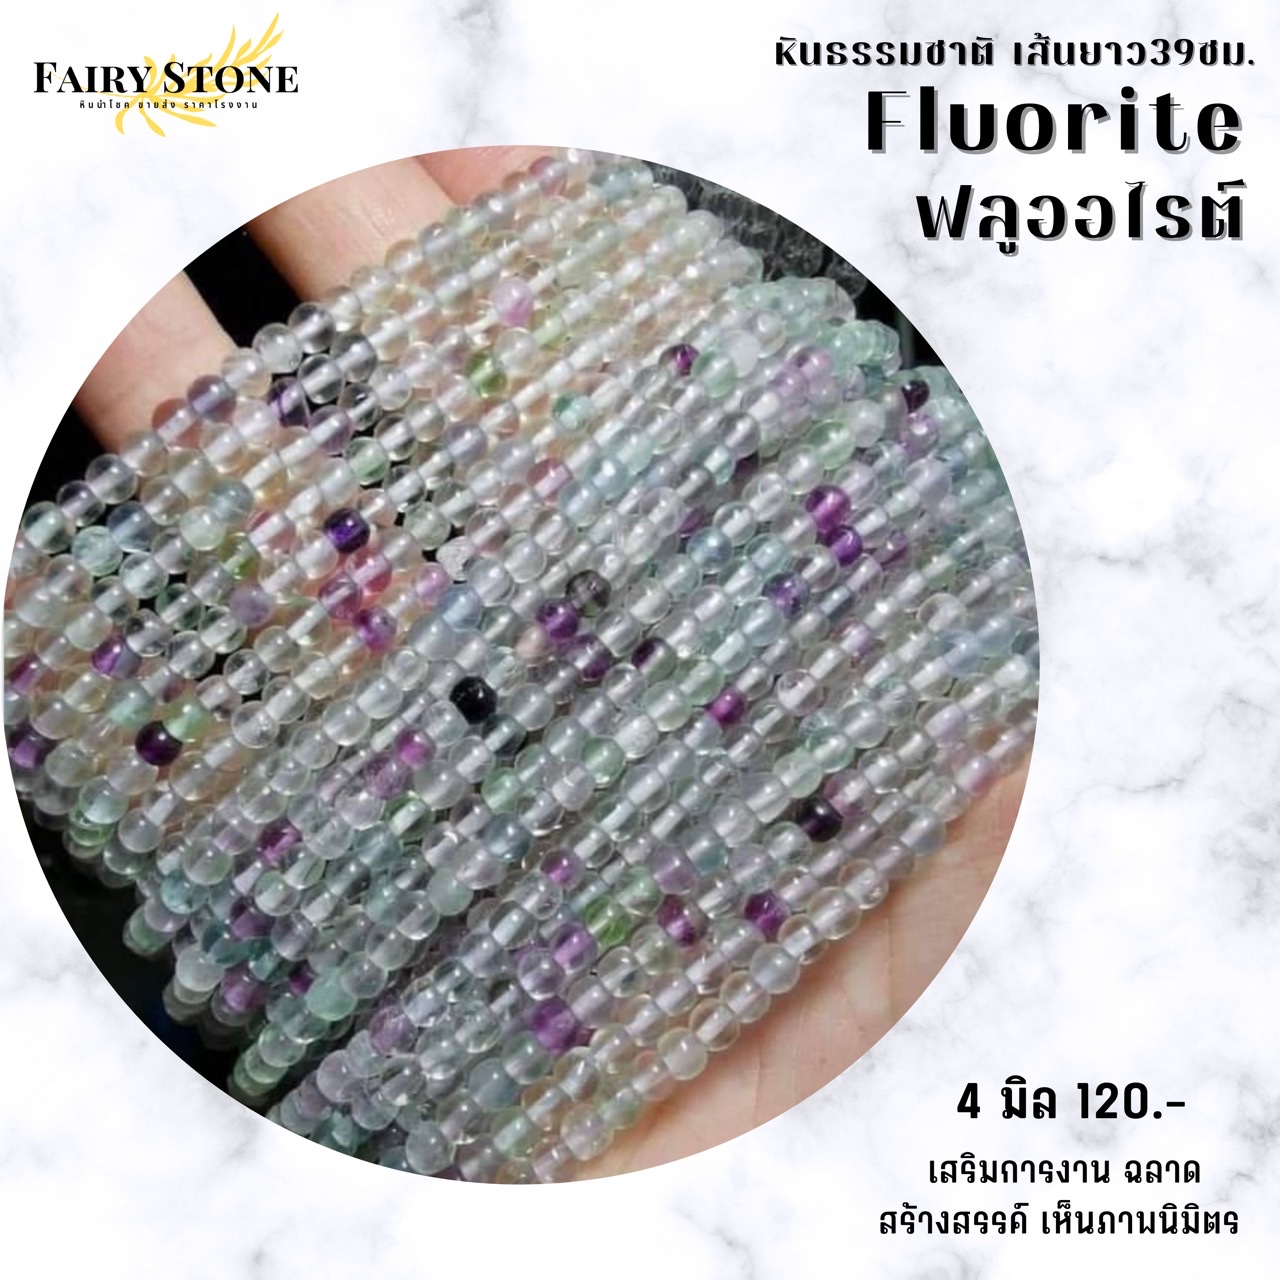 FAIRY STONE
หินนำโชค ขายส่ง ราคาโรงงาน
หินธรรมชาติ เส้นยาว39ซม.
Fluorite
ฟลูออไรต์
4 มิล 120.-
เสริมการงาน ฉลาด
สร้างสรรค์ เห็นภาพนิมิตร